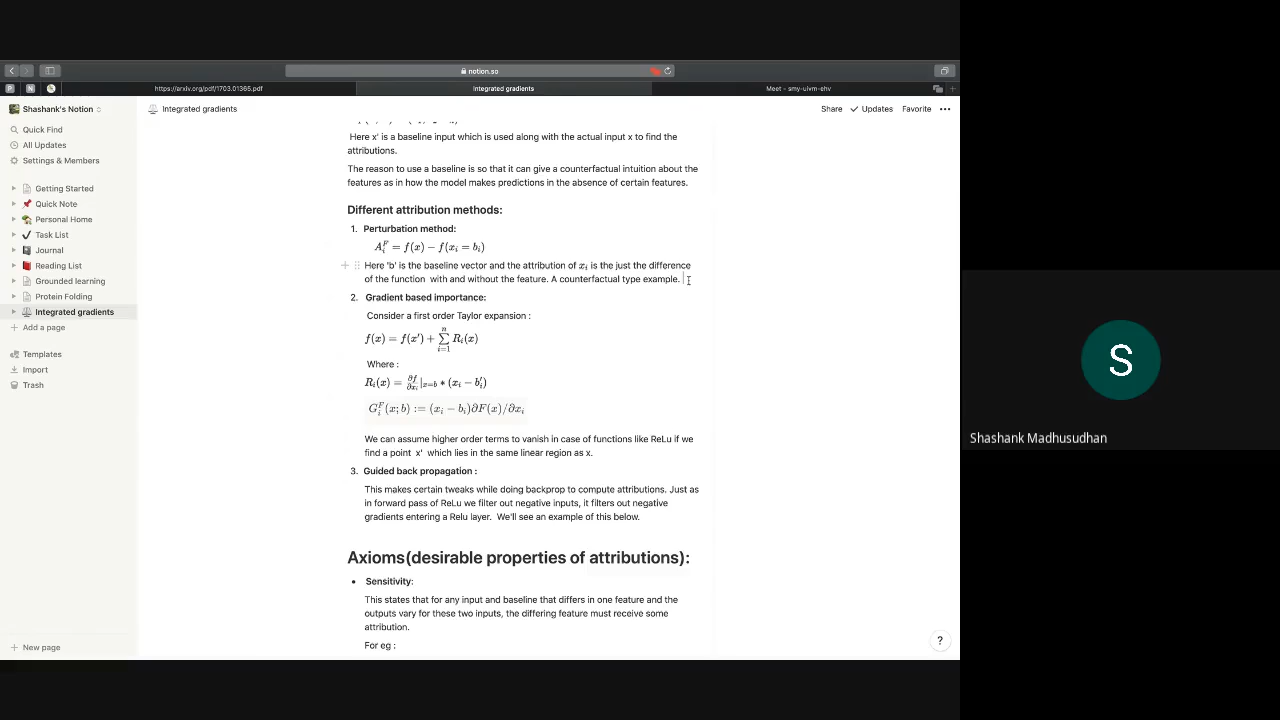 notion.so
https://arxiv.org/pdf/1703.01365.pdf
Integrated gradients
Meet - smy-uivm-ehv
P
N
Shashank's Notion
Integrated gradients
Share
Updates
Favorite
Quick Find
All Updates
Settings & Members
Getting Started
Quick Note
Personal Home
Task List
Journal
Reading List
Grounded learning
Protein Folding
Integrated gradients
Add a page
Templates
Import
Trash
New page
Here x' is a baseline input which is used along with the actual input x to find the
attributions.
The reason to use a baseline is so that it can give a counterfactual intuition about the
features as in how the model makes predictions in the absence of certain features.
Different attribution methods:
1. Perturbation method:
A_i^F = f(x) − f(x_i = b_i)
Here 'b' is the baseline vector and the attribution of x_i is the just the difference
of the function with and without the feature. A counterfactual type example.
2. Gradient based importance:
Consider a first order Taylor expansion :
f(x) = f(x') + ∑_{i=1}^n R_i(x)
Where :
R_i(x) = ∂f/∂x_i |_{x=b} * (x_i − b_i')
G_i^F(x; b) := (x_i − b_i)∂F(x)/∂x_i
We can assume higher order terms to vanish in case of functions like ReLu if we
find a point x' which lies in the same linear region as x.
3. Guided back propagation :
This makes certain tweaks while doing backprop to compute attributions. Just as
in forward pass of ReLu we filter out negative inputs, it filters out negative
gradients entering a Relu layer. We'll see an example of this below.
Axioms(desirable properties of attributions):
• Sensitivity:
This states that for any input and baseline that differs in one feature and the
outputs vary for these two inputs, the differing feature must receive some
attribution.
For eg :
?
S
Shashank Madhusudhan